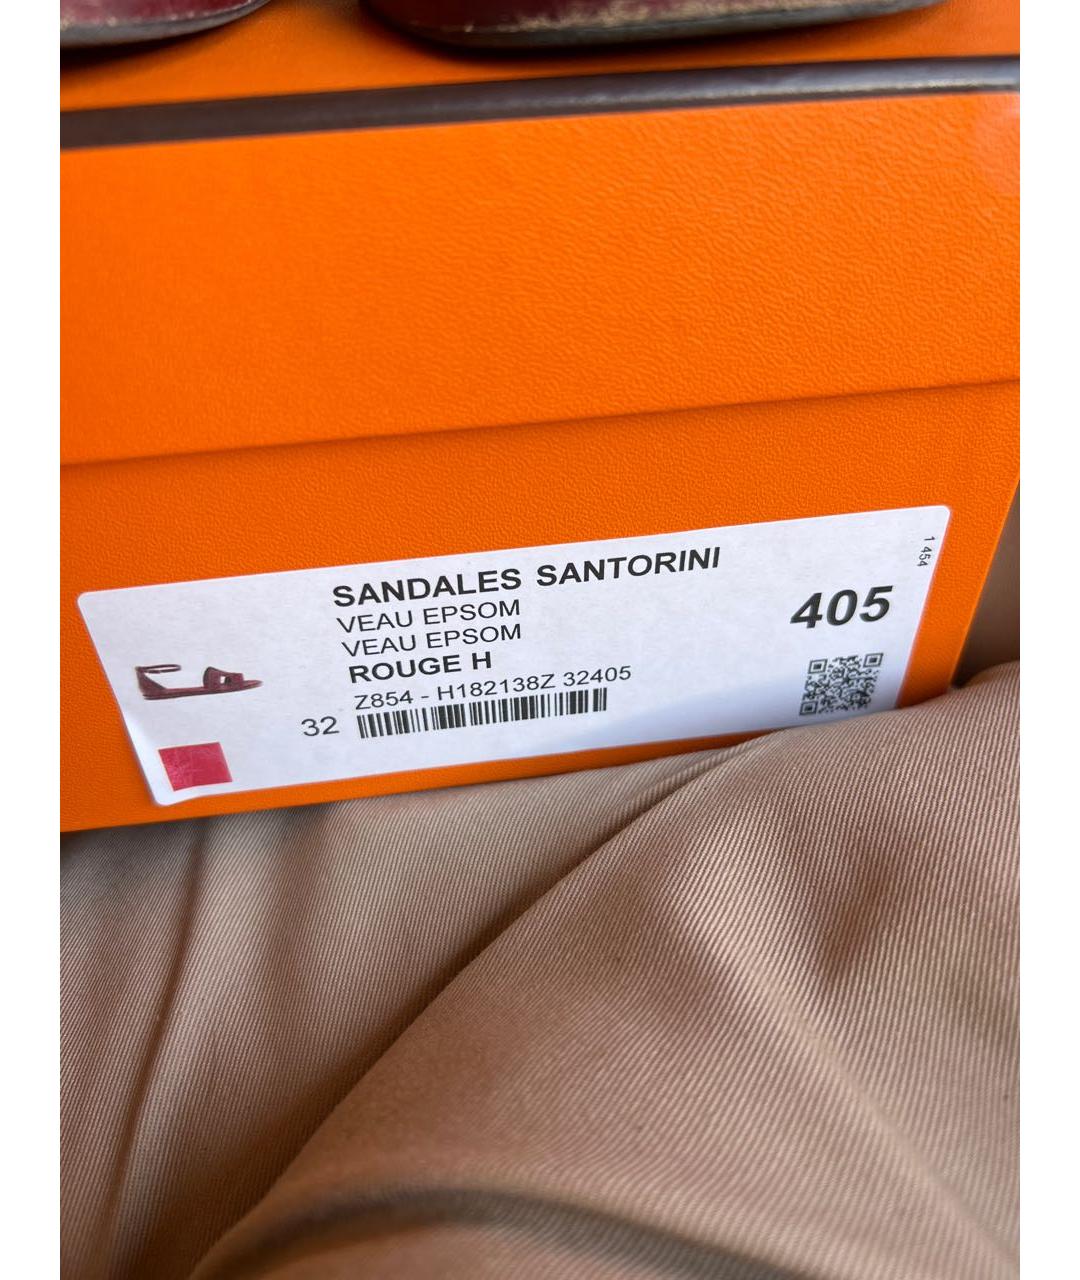 SANDALES SANTORINI
VEAU EPSOM
VEAU EPSOM
ROUGE H
Z854 - H182138Z 32405
32
405
1 454